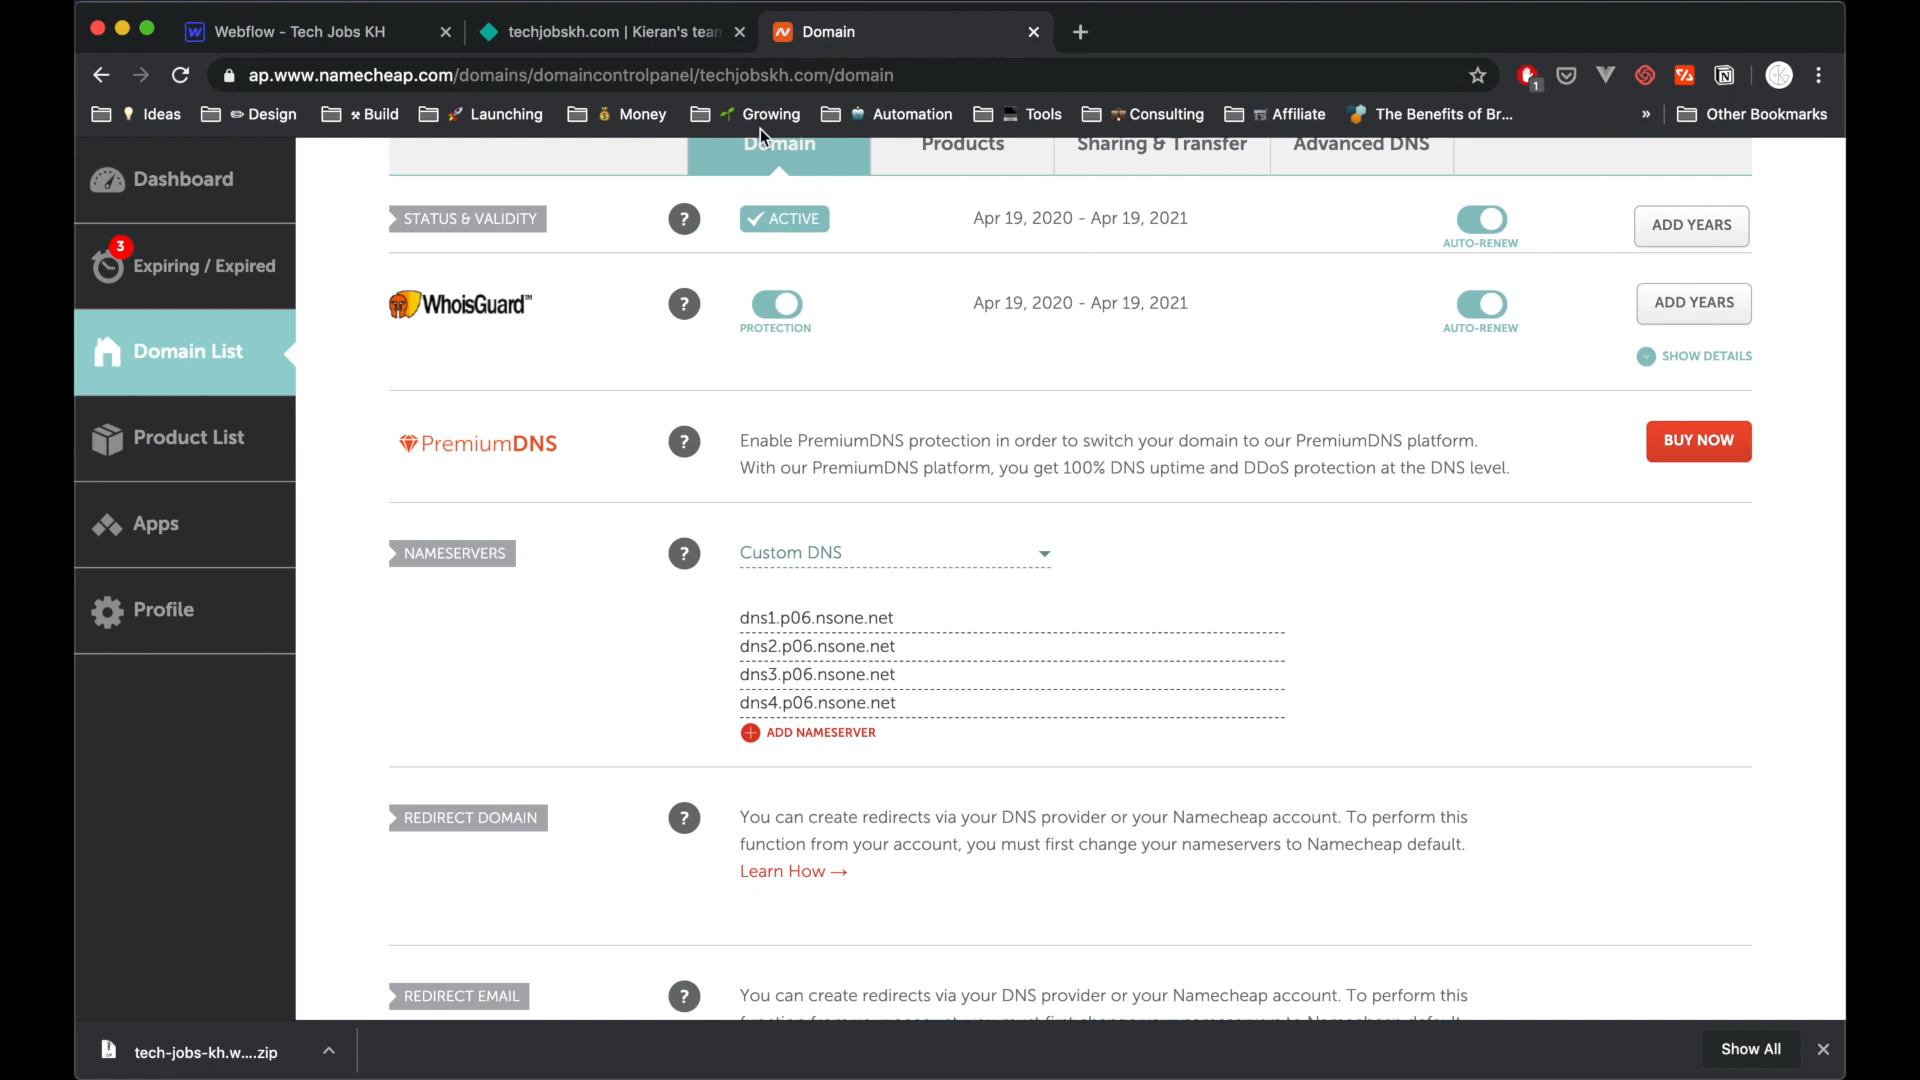 Webflow - Tech Jobs KH
techjobskh.com | Kieran's team
Domain
ap.www.namecheap.com/domains/domaincontrolpanel/techjobskh.com/domain
1
Ideas
Design
Build
Launching
Money
Growing
Automation
Tools
Consulting
Affiliate
The Benefits of Br...
»
Other Bookmarks
Domain
Products
Sharing & Transfer
Advanced DNS
Dashboard
3
Expiring / Expired
Domain List
Product List
Apps
Profile
STATUS & VALIDITY
?
ACTIVE
Apr 19, 2020 - Apr 19, 2021
AUTO-RENEW
ADD YEARS
WhoisGuard™
?
PROTECTION
Apr 19, 2020 - Apr 19, 2021
AUTO-RENEW
ADD YEARS
SHOW DETAILS
PremiumDNS
?
Enable PremiumDNS protection in order to switch your domain to our PremiumDNS platform.
With our PremiumDNS platform, you get 100% DNS uptime and DDoS protection at the DNS level.
BUY NOW
NAMESERVERS
?
Custom DNS
dns1.p06.nsone.net
dns2.p06.nsone.net
dns3.p06.nsone.net
dns4.p06.nsone.net
ADD NAMESERVER
REDIRECT DOMAIN
?
You can create redirects via your DNS provider or your Namecheap account. To perform this
function from your account, you must first change your nameservers to Namecheap default.
Learn How →
REDIRECT EMAIL
?
You can create redirects via your DNS provider or your Namecheap account. To perform this
tech-jobs-kh.w....zip
Show All